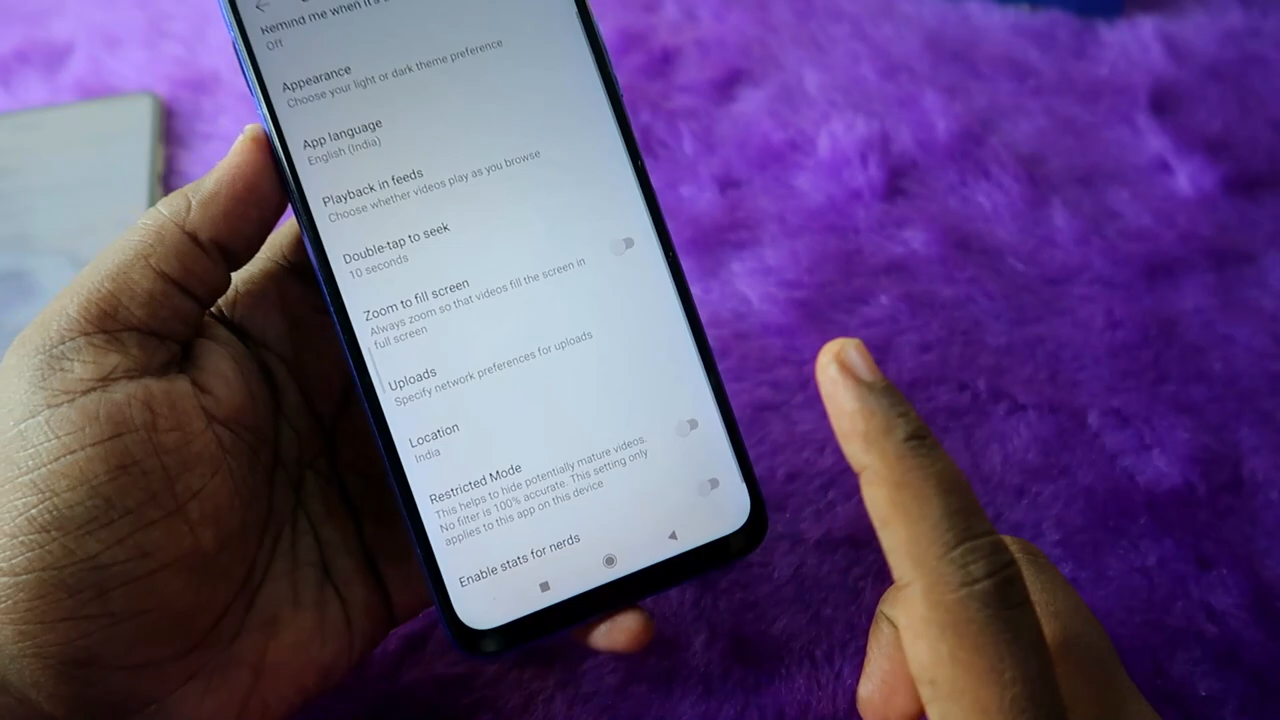 Remind me when it's
Off
Appearance
Choose your light or dark theme preference
App language
English (India)
Playback in feeds
Choose whether videos play as you browse
Double-tap to seek
10 seconds
Zoom to fill screen
Always zoom so that videos fill the screen in
full screen
Uploads
Specify network preferences for uploads
Location
India
Restricted Mode
This helps to hide potentially mature videos.
No filter is 100% accurate. This setting only
applies to this app on this device
Enable stats for nerds